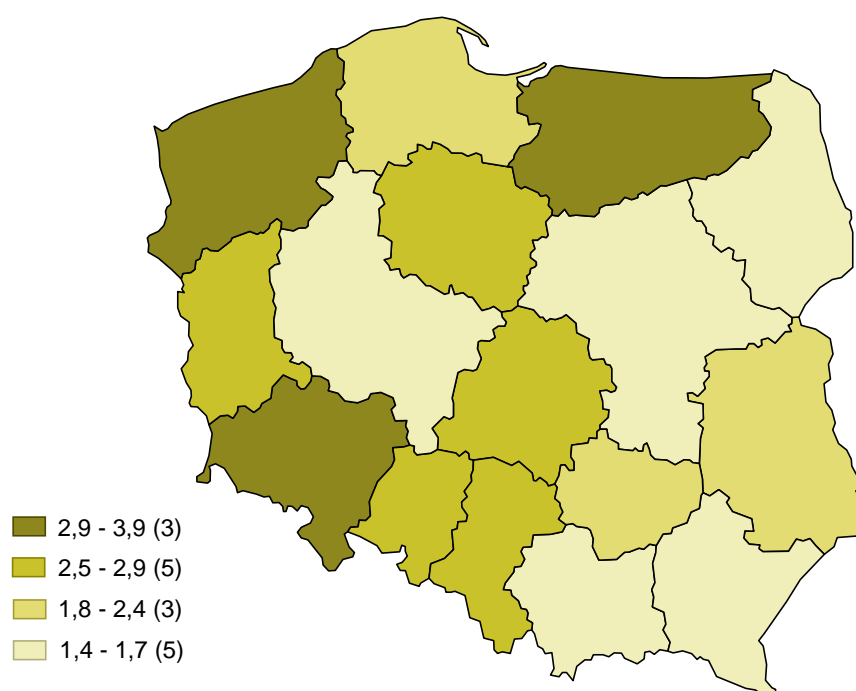 2,9 - 3,9 (3)
2,5 - 2,9 (5)
1,8 - 2,4 (3)
1,4 - 1,7 (5)